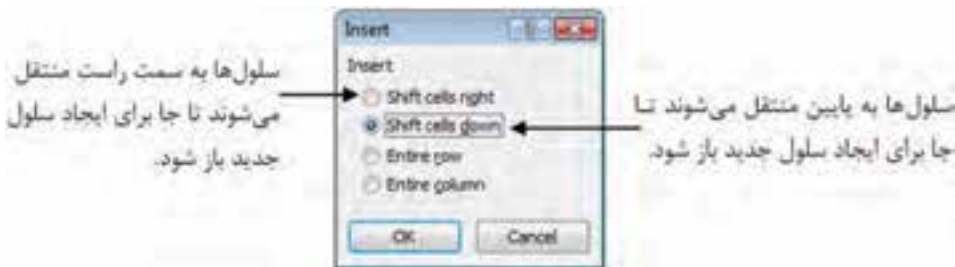 سلول‌ها به سمت راست منتقل
می‌شوند تا جا برای ایجاد سلول
جدید باز شود.
Insert
Insert
Shift cells right
Shift cells down
Entire row
Entire column
OK
Cancel
سلول‌ها به پایین منتقل می‌شوند تا
جا برای ایجاد سلول جدید باز شود.